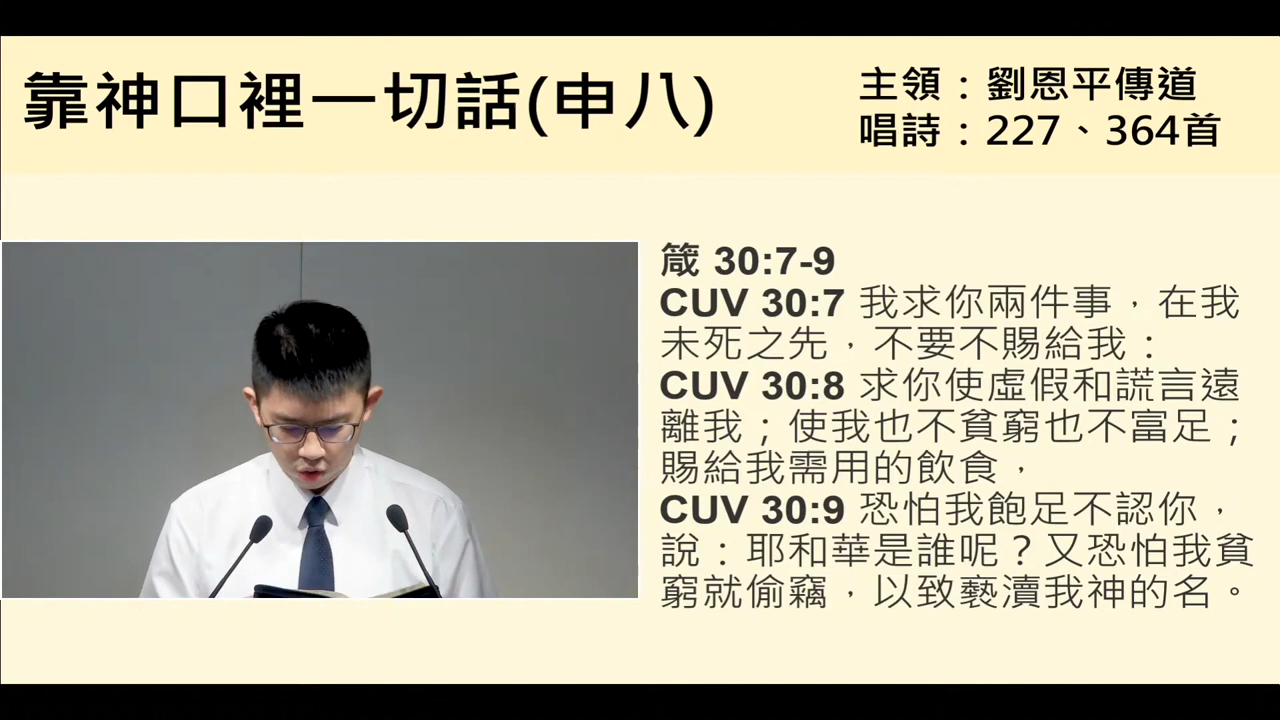 靠神口裡一切話(申八)
主領：劉恩平傳道
唱詩：227、364首
箴 30:7-9
CUV 30:7 我求你兩件事，在我
未死之先，不要不賜給我：
CUV 30:8 求你使虛假和謊言遠
離我；使我也不貧窮也不富足；
賜給我需用的飲食，
CUV 30:9 恐怕我飽足不認你，
說：耶和華是誰呢？又恐怕我貧
窮就偷竊，以致褻瀆我神的名。